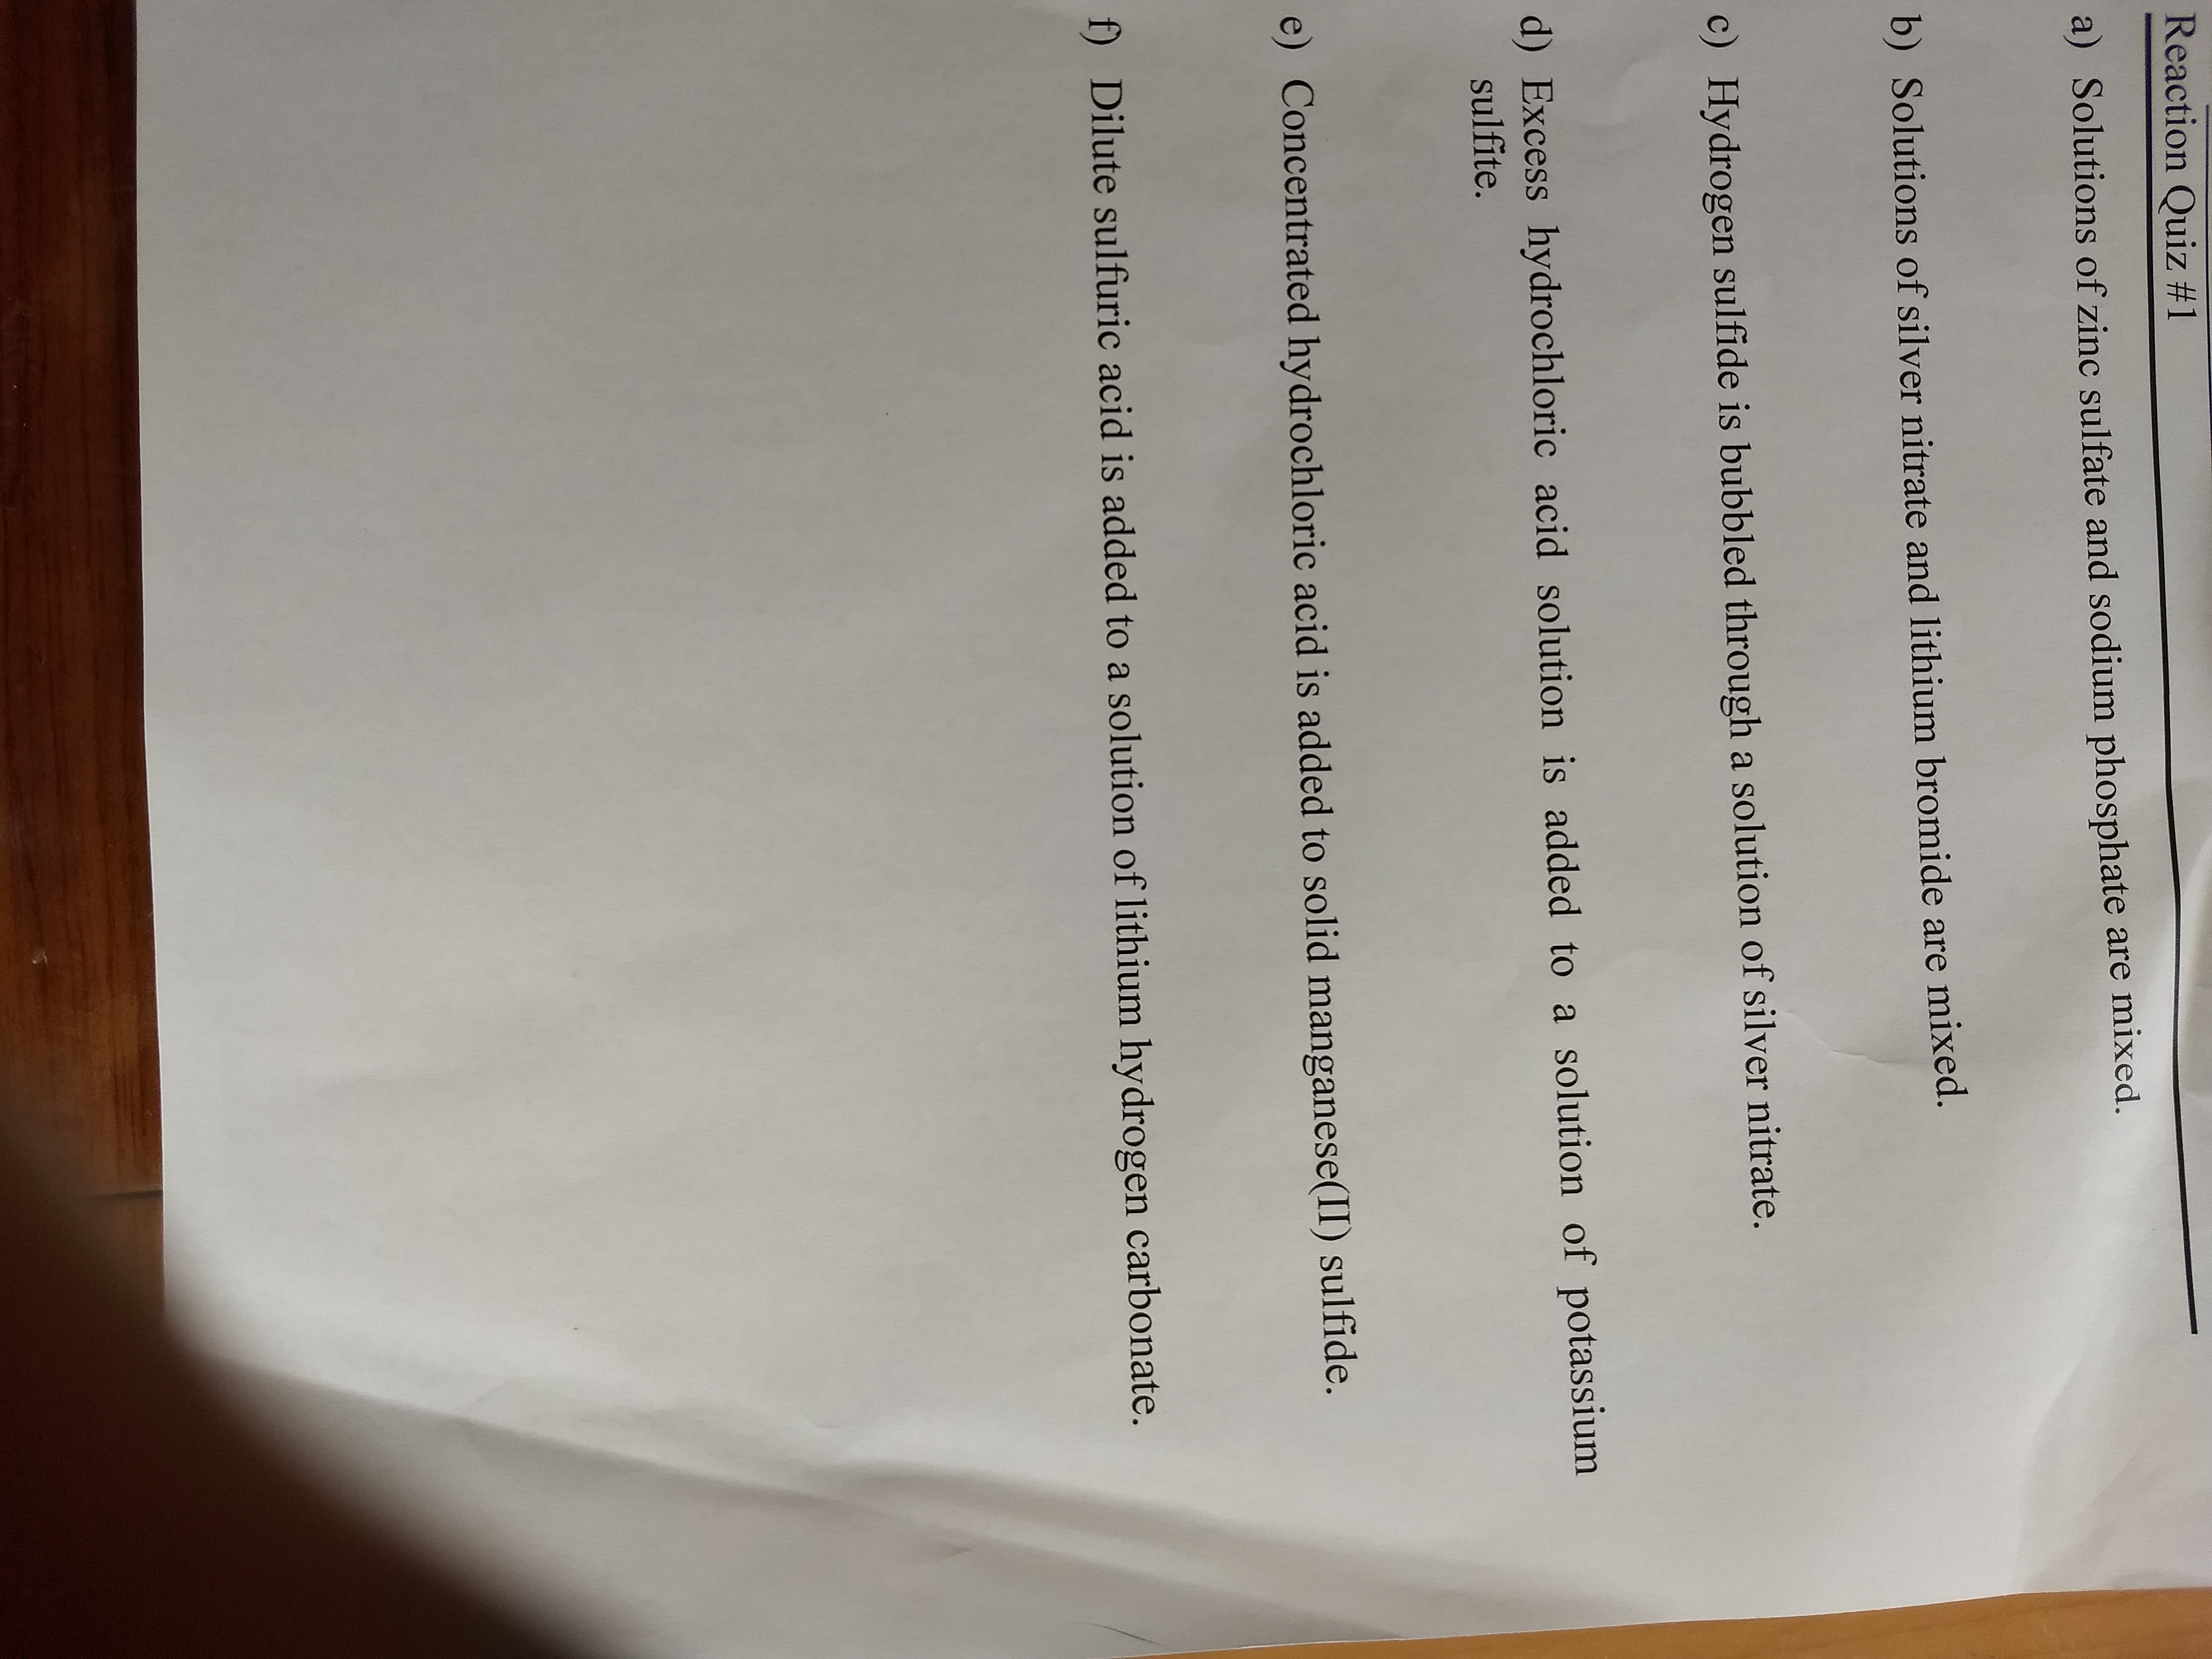 Reaction Quiz #1
a) Solutions of zinc sulfate and sodium phosphate are mixed.
b) Solutions of silver nitrate and lithium bromide are mixed.
c) Hydrogen sulfide is bubbled through a solution of silver nitrate.
d) Excess hydrochloric acid solution is added to a solution of potassium
sulfite.
e) Concentrated hydrochloric acid is added to solid manganese(II) sulfide.
f) Dilute sulfuric acid is added to a solution of lithium hydrogen carbonate.